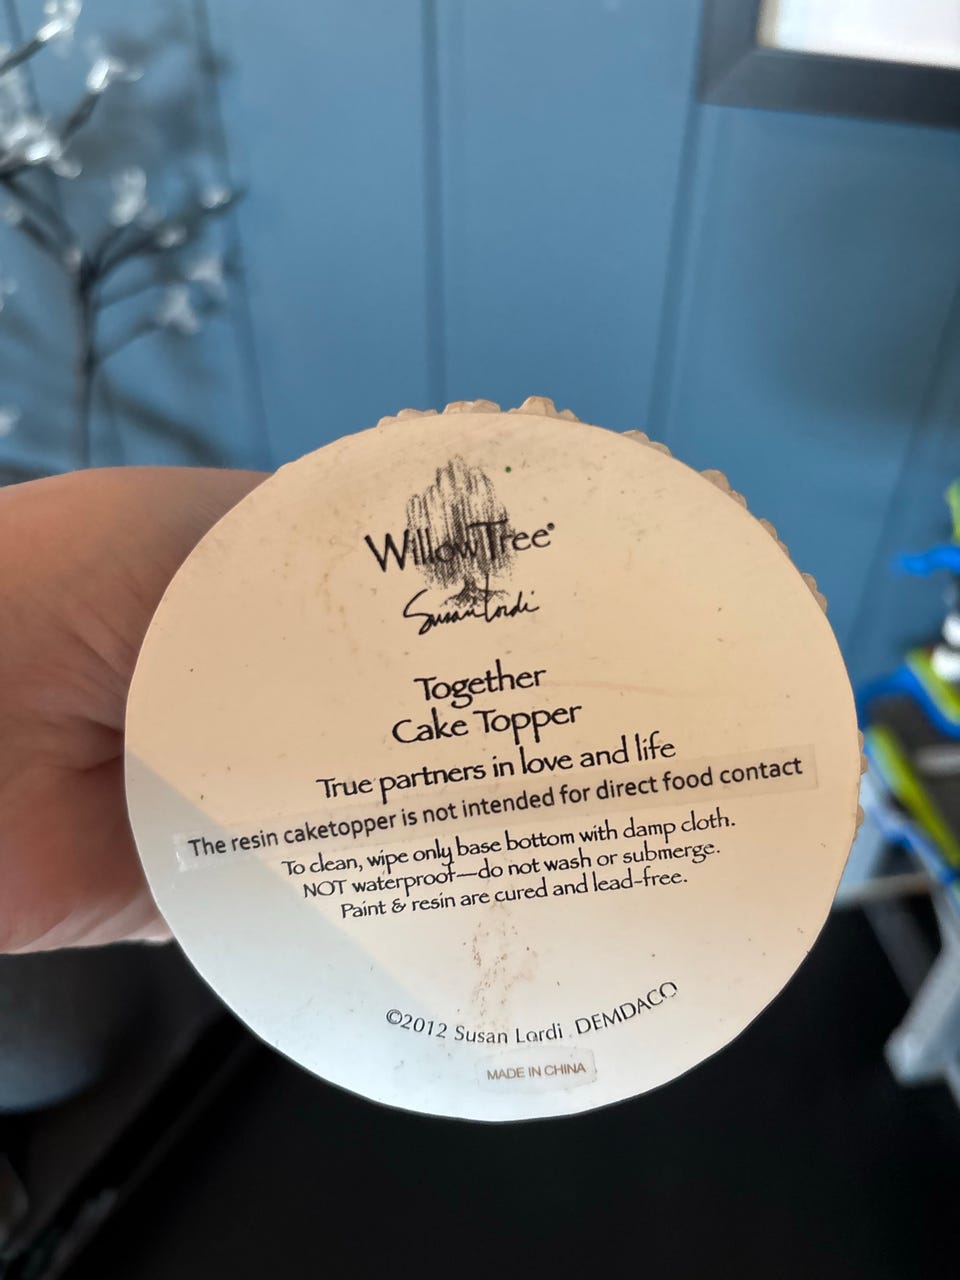 Willow Tree®
Susan Lordi
Together
Cake Topper
True partners in love and life
The resin caketopper is not intended for direct food contact
To clean, wipe only base bottom with damp cloth.
NOT waterproof—do not wash or submerge.
Paint & resin are cured and lead-free.
©2012 Susan Lordi DEMDACO
MADE IN CHINA